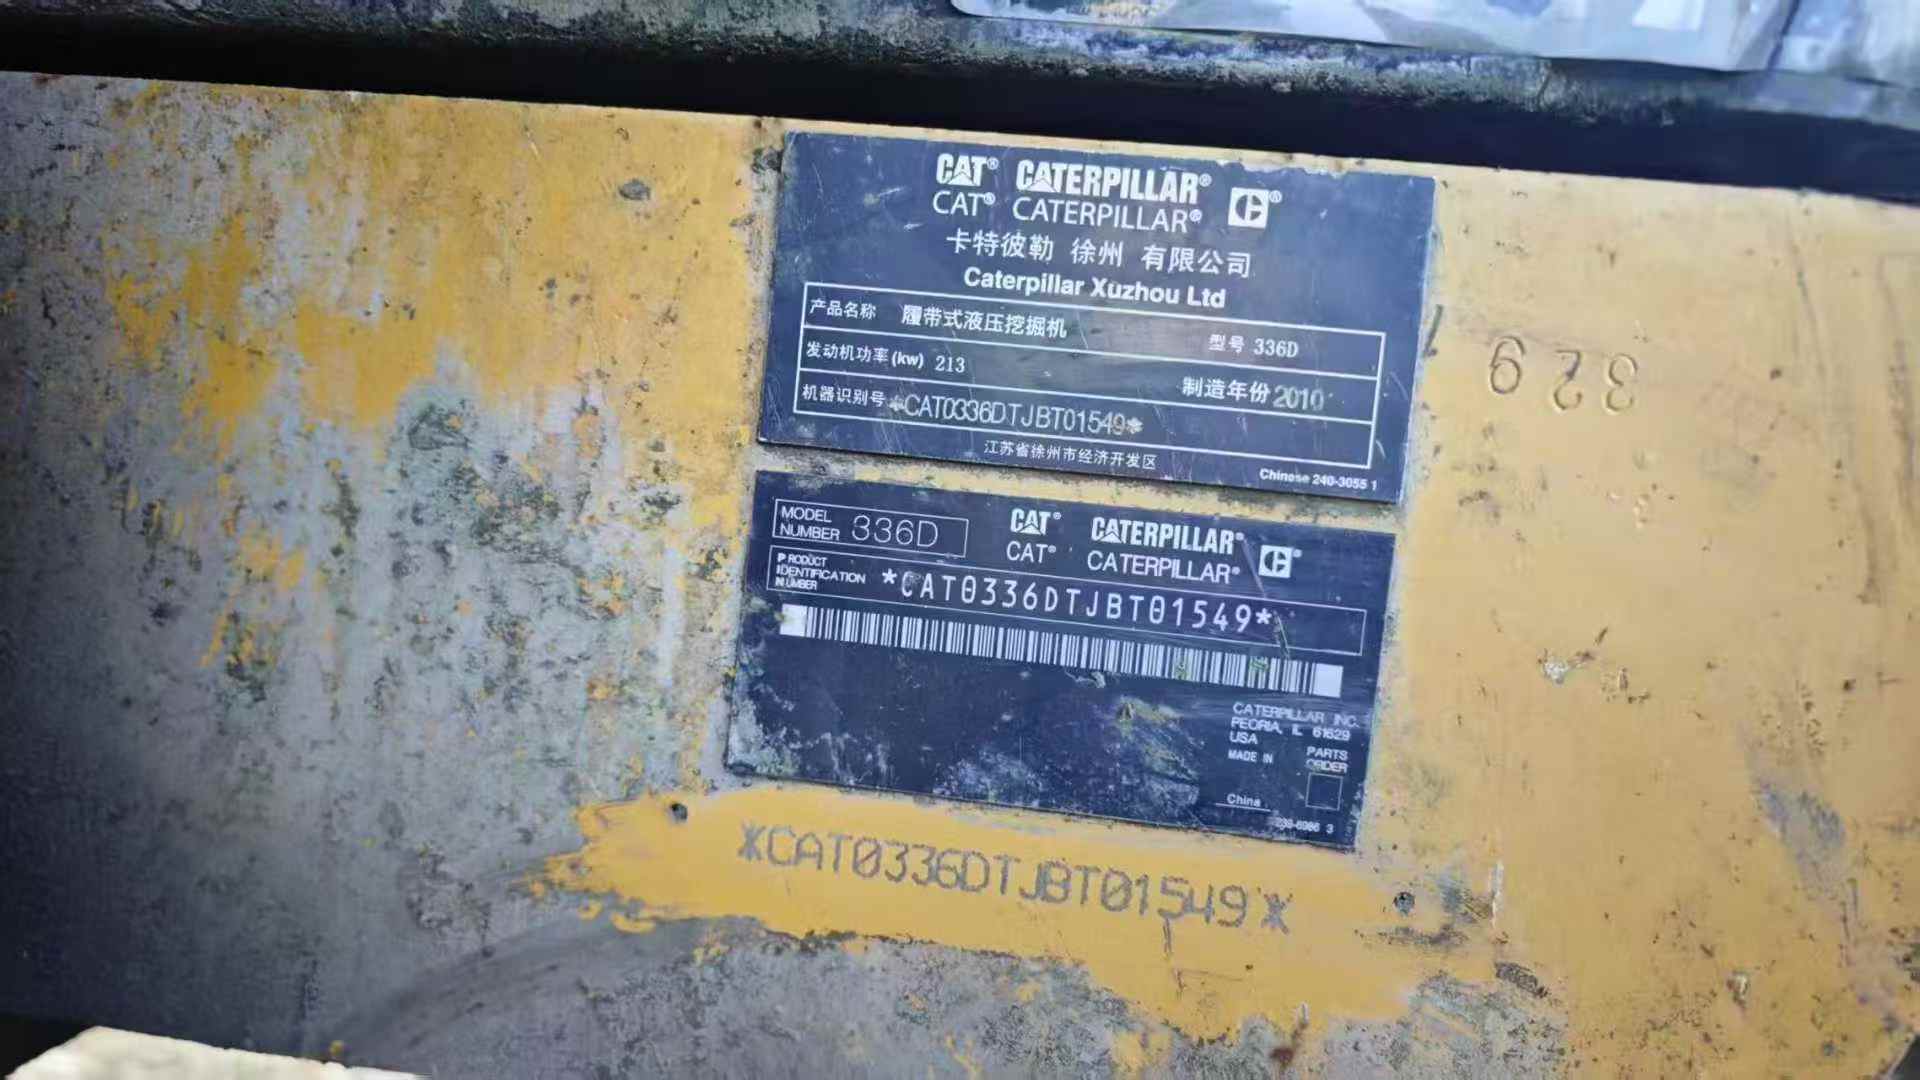 CAT® CATERPILLAR®
CAT® CATERPILLAR®
卡特彼勒 徐州 有限公司
Caterpillar Xuzhou Ltd
产品名称 履带式液压挖掘机 型号 336D
发动机功率(kw) 213 制造年份 2010
机器识别号 *CAT0336DTJBT01549*
江苏省徐州市经济开发区
Chinese 240-3055 1
329
MODEL NUMBER 336D
CAT® CATERPILLAR®
CAT® CATERPILLAR®
PRODUCT IDENTIFICATION NUMBER *CAT0336DTJBT01549*
CATERPILLAR INC.
PEORIA, IL 61629
USA
MADE IN China
PARTS ORDER
239-6986 3
*CAT0336DTJBT01549*